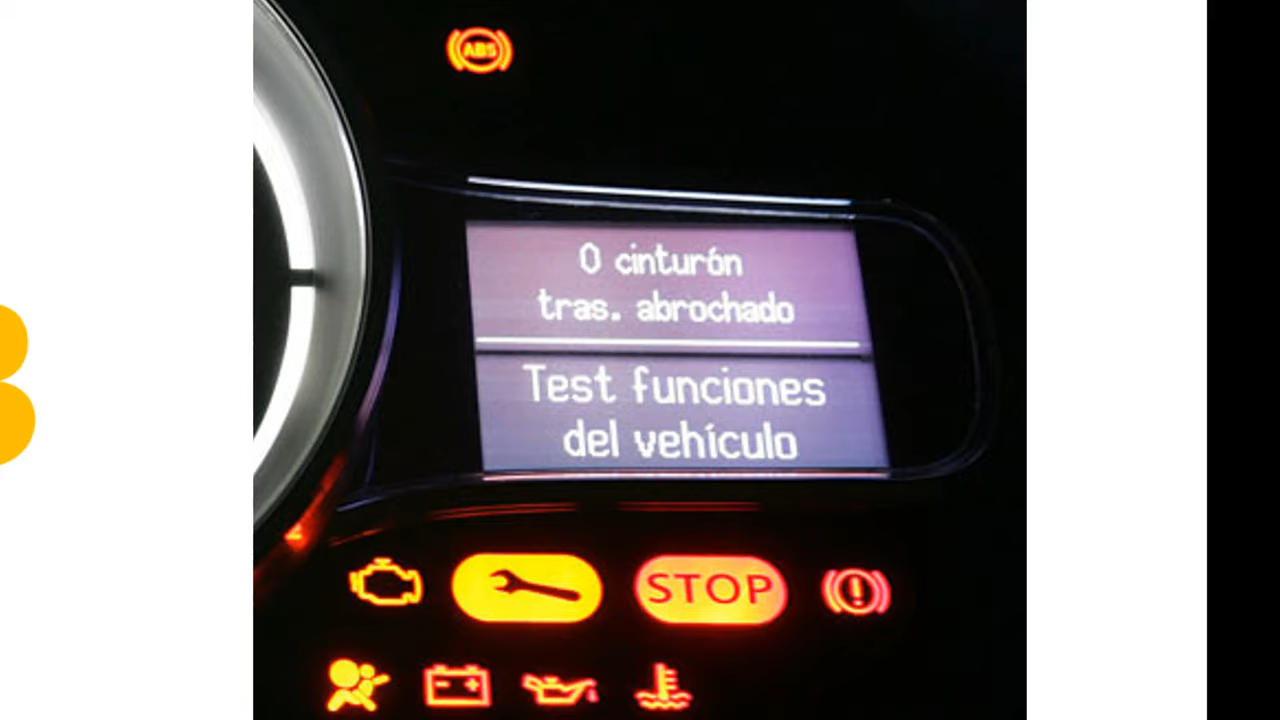 ABS
0 cinturón
tras. abrochado
Test funciones
del vehículo
STOP